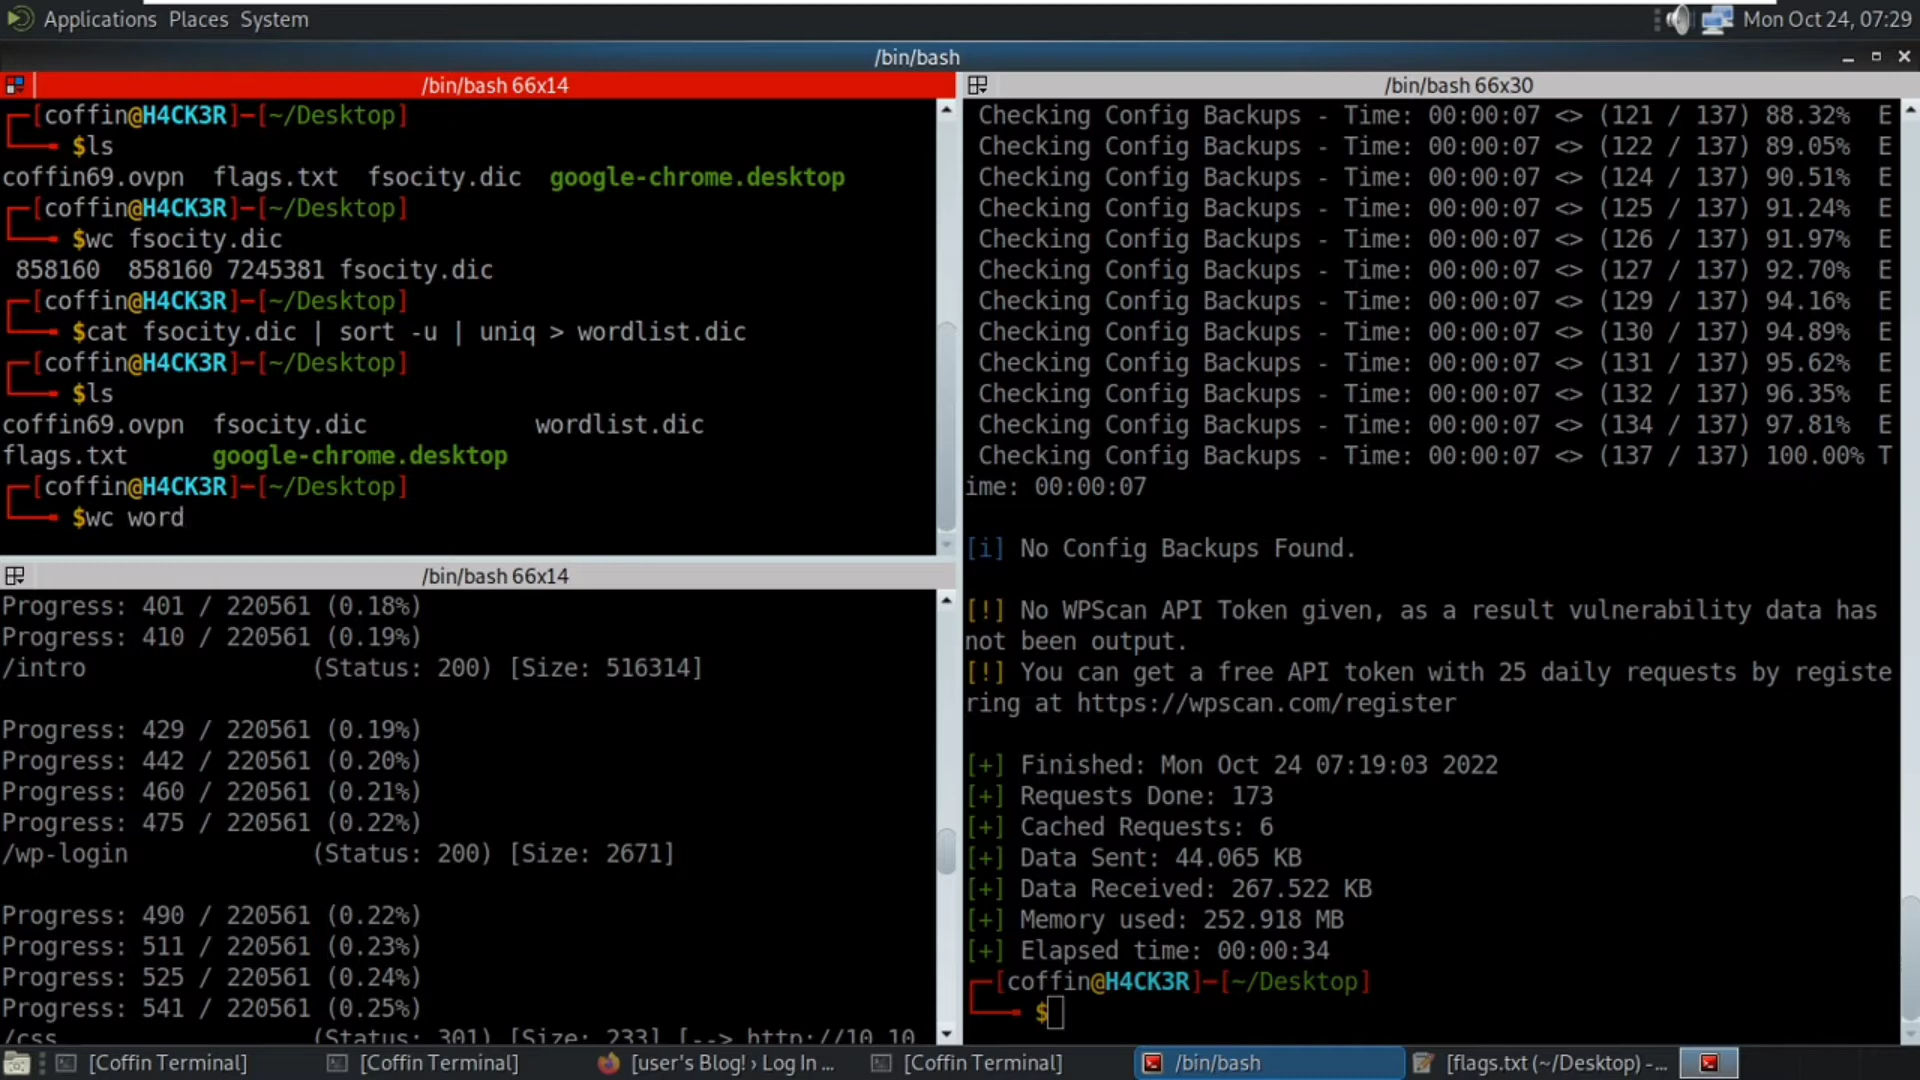 Applications Places System
Mon Oct 24, 07:29
/bin/bash
/bin/bash 66x14
[coffin@H4CK3R]─[~/Desktop]
$ls
coffin69.ovpn  flags.txt  fsocity.dic  google-chrome.desktop
[coffin@H4CK3R]─[~/Desktop]
$wc fsocity.dic
858160  858160 7245381 fsocity.dic
[coffin@H4CK3R]─[~/Desktop]
$cat fsocity.dic | sort -u | uniq > wordlist.dic
[coffin@H4CK3R]─[~/Desktop]
$ls
coffin69.ovpn  fsocity.dic            wordlist.dic
flags.txt      google-chrome.desktop
[coffin@H4CK3R]─[~/Desktop]
$wc word
/bin/bash 66x14
Progress: 401 / 220561 (0.18%)
Progress: 410 / 220561 (0.19%)
/intro                (Status: 200) [Size: 516314]
Progress: 429 / 220561 (0.19%)
Progress: 442 / 220561 (0.20%)
Progress: 460 / 220561 (0.21%)
Progress: 475 / 220561 (0.22%)
/wp-login             (Status: 200) [Size: 2671]
Progress: 490 / 220561 (0.22%)
Progress: 511 / 220561 (0.23%)
Progress: 525 / 220561 (0.24%)
Progress: 541 / 220561 (0.25%)
/css                  (Status: 301) [Size: 233] [--> http://10.10
/bin/bash 66x30
Checking Config Backups - Time: 00:00:07 <> (121 / 137) 88.32%  E
Checking Config Backups - Time: 00:00:07 <> (122 / 137) 89.05%  E
Checking Config Backups - Time: 00:00:07 <> (124 / 137) 90.51%  E
Checking Config Backups - Time: 00:00:07 <> (125 / 137) 91.24%  E
Checking Config Backups - Time: 00:00:07 <> (126 / 137) 91.97%  E
Checking Config Backups - Time: 00:00:07 <> (127 / 137) 92.70%  E
Checking Config Backups - Time: 00:00:07 <> (129 / 137) 94.16%  E
Checking Config Backups - Time: 00:00:07 <> (130 / 137) 94.89%  E
Checking Config Backups - Time: 00:00:07 <> (131 / 137) 95.62%  E
Checking Config Backups - Time: 00:00:07 <> (132 / 137) 96.35%  E
Checking Config Backups - Time: 00:00:07 <> (134 / 137) 97.81%  E
Checking Config Backups - Time: 00:00:07 <> (137 / 137) 100.00% T
ime: 00:00:07
[i] No Config Backups Found.
[!] No WPScan API Token given, as a result vulnerability data has
not been output.
[!] You can get a free API token with 25 daily requests by registe
ring at https://wpscan.com/register
[+] Finished: Mon Oct 24 07:19:03 2022
[+] Requests Done: 173
[+] Cached Requests: 6
[+] Data Sent: 44.065 KB
[+] Data Received: 267.522 KB
[+] Memory used: 252.918 MB
[+] Elapsed time: 00:00:34
[coffin@H4CK3R]─[~/Desktop]
$
[Coffin Terminal]
[Coffin Terminal]
[user's Blog! › Log In ...
[Coffin Terminal]
/bin/bash
[flags.txt (~/Desktop) -...